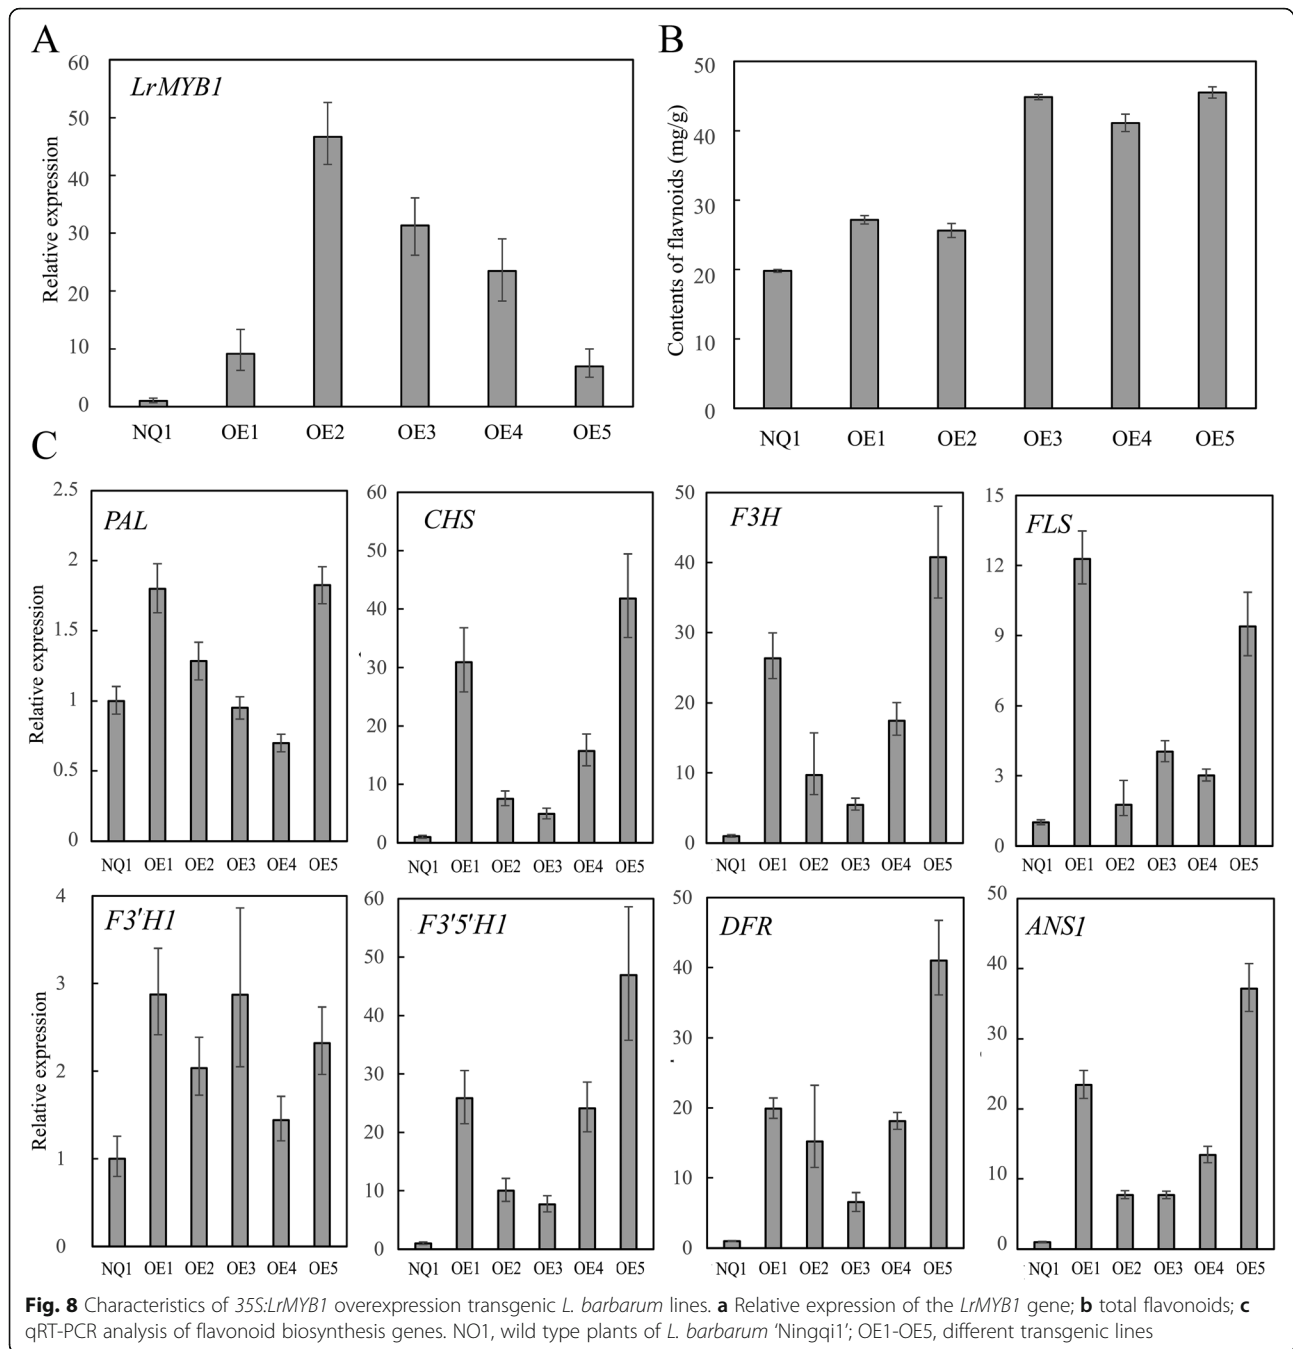 A
LrMYB1
Relative expression
60
50
40
30
20
10
0
NQ1 OE1 OE2 OE3 OE4 OE5
B
Contents of flavnoids (mg/g)
50
40
30
20
10
0
NQ1 OE1 OE2 OE3 OE4 OE5
C
PAL
Relative expression
2.5
2
1.5
1
0.5
0
NQ1 OE1 OE2 OE3 OE4 OE5
CHS
60
50
40
30
20
10
0
NQ1 OE1 OE2 OE3 OE4 OE5
F3H
50
40
30
20
10
0
NQ1 OE1 OE2 OE3 OE4 OE5
FLS
15
12
9
6
3
0
NQ1 OE1 OE2 OE3 OE4 OE5
F3'H1
Relative expression
4
3
2
1
0
NQ1 OE1 OE2 OE3 OE4 OE5
F3'5'H1
60
50
40
30
20
10
0
NQ1 OE1 OE2 OE3 OE4 OE5
DFR
50
40
30
20
10
0
NQ1 OE1 OE2 OE3 OE4 OE5
ANS1
50
40
30
20
10
0
NQ1 OE1 OE2 OE3 OE4 OE5
Fig. 8 Characteristics of 35S:LrMYB1 overexpression transgenic L. barbarum lines. a Relative expression of the LrMYB1 gene; b total flavonoids; c
qRT-PCR analysis of flavonoid biosynthesis genes. NO1, wild type plants of L. barbarum ‘Ningqi1’; OE1-OE5, different transgenic lines